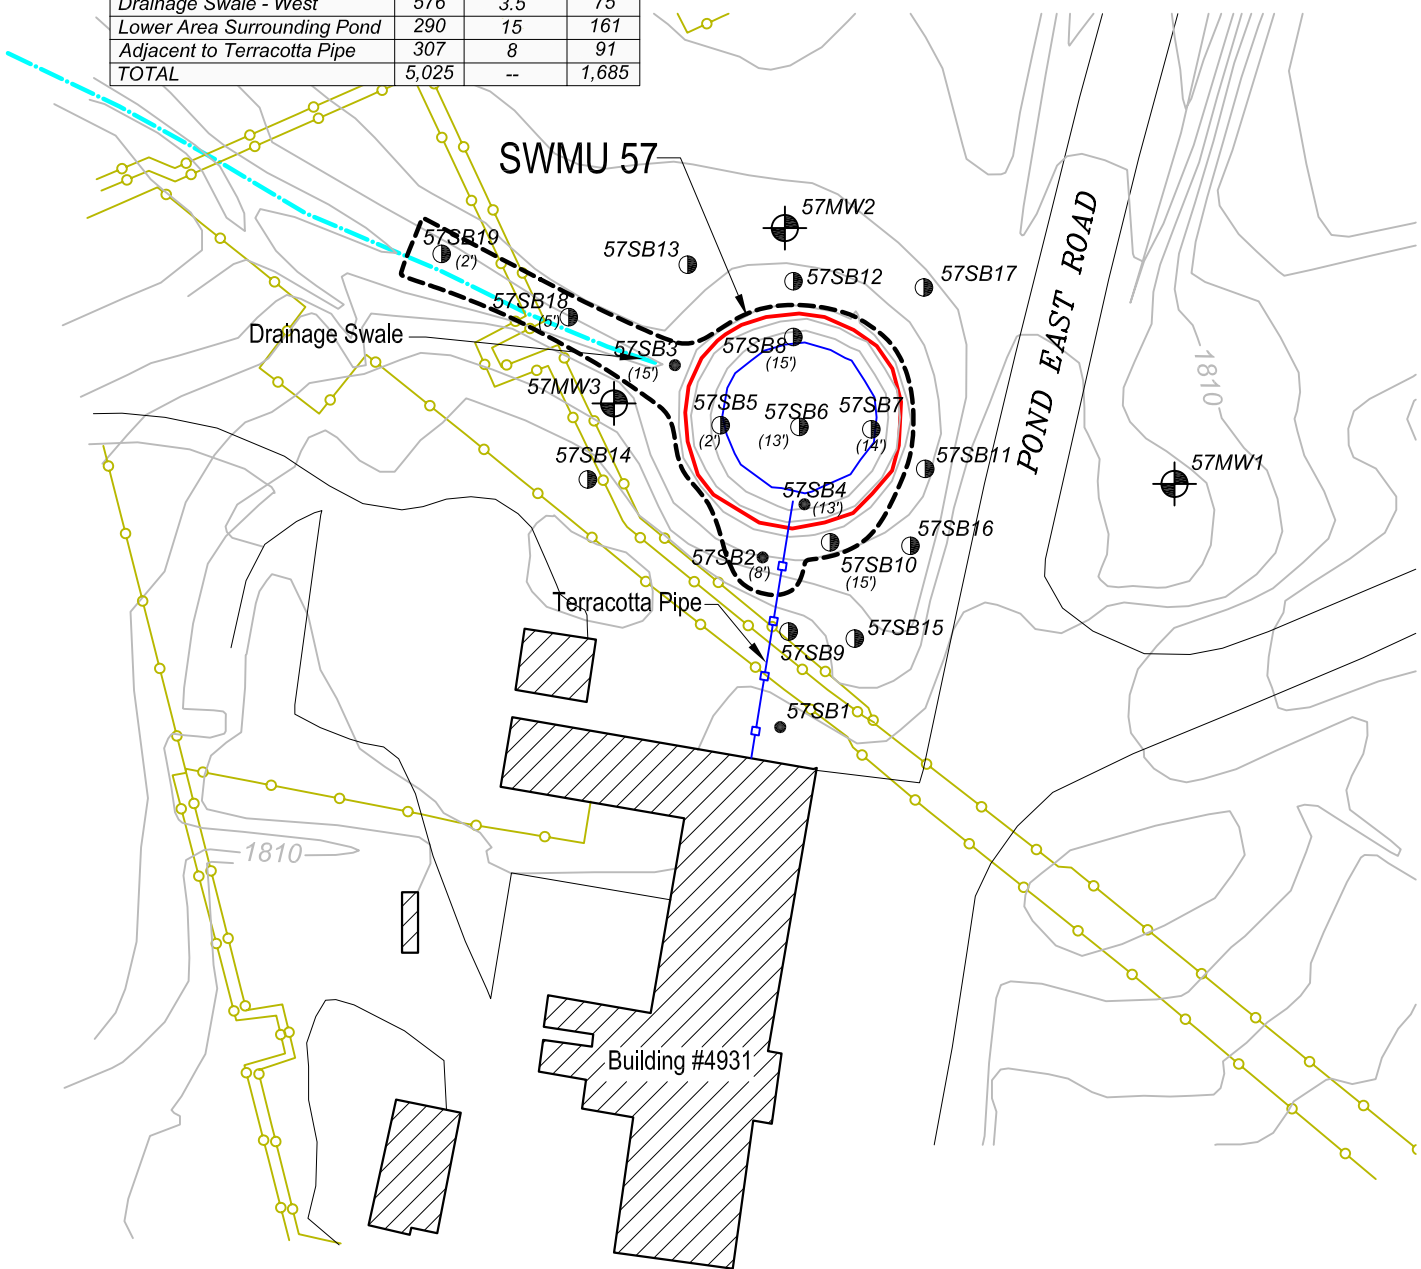 Drainage Swale - West 576 3.5 75
Lower Area Surrounding Pond 290 15 161
Adjacent to Terracotta Pipe 307 8 91
TOTAL 5,025 -- 1,685
SWMU 57
57MW2
57SB19
(2')
57SB13
57SB12
57SB17
57SB18
(5')
Drainage Swale
57SB3
(15')
57SB8
(15')
POND EAST ROAD
1810
57MW3
57SB5
(2')
57SB6
(13')
57SB7
(14')
57SB14
57SB11
57MW1
57SB4
(13')
57SB16
57SB2
(8')
57SB10
(15')
Terracotta Pipe
57SB15
57SB9
57SB1
1810
Building #4931